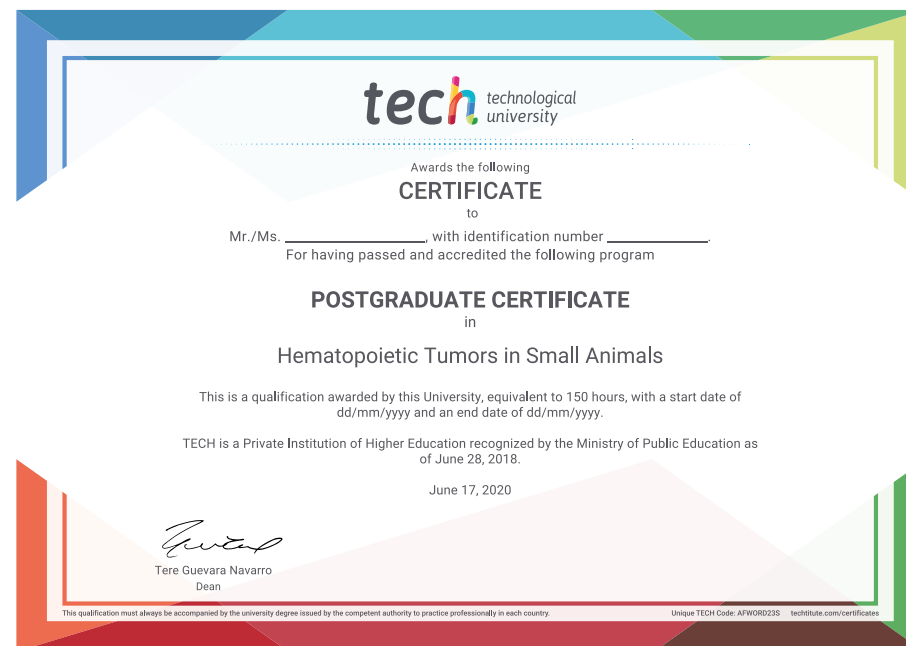 tech technological
university
Awards the following
CERTIFICATE
to
Mr./Ms. ____________________, with identification number __________________.
For having passed and accredited the following program
POSTGRADUATE CERTIFICATE
in
Hematopoietic Tumors in Small Animals
This is a qualification awarded by this University, equivalent to 150 hours, with a start date of
dd/mm/yyyy and an end date of dd/mm/yyyy.
TECH is a Private Institution of Higher Education recognized by the Ministry of Public Education as
of June 28, 2018.
June 17, 2020
Tere Guevara Navarro
Dean
This qualification must always be accompanied by the university degree issued by the competent authority to practice professionally in each country. Unique TECH Code: AFWORD23S techtitute.com/certificates